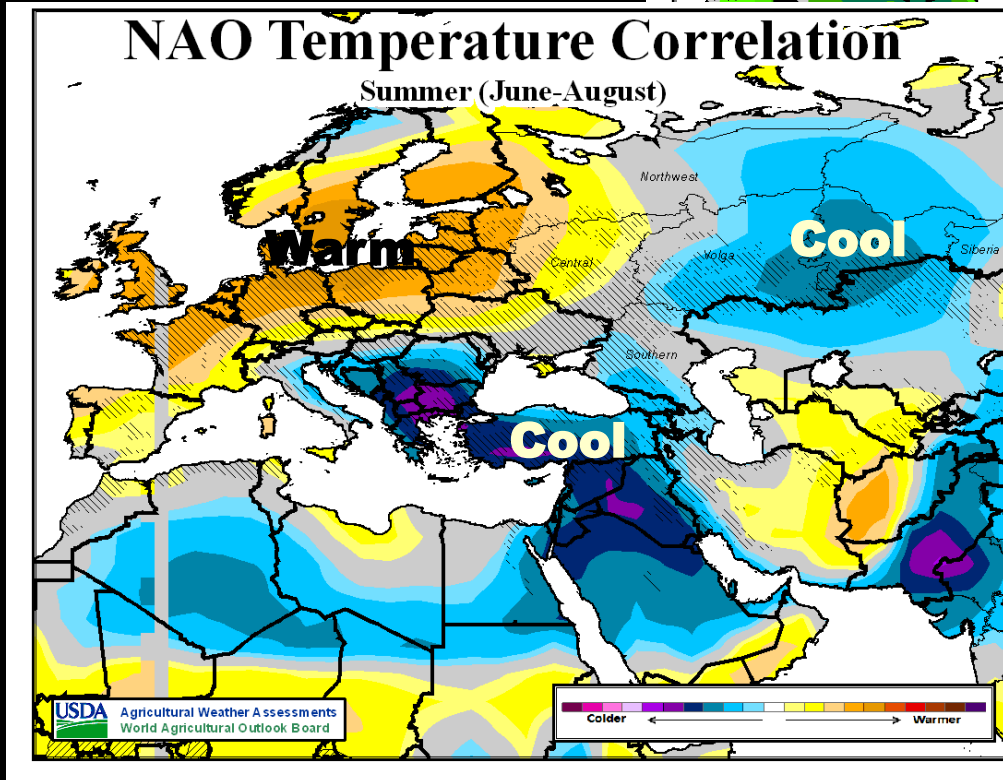 NAO Temperature Correlation
Summer (June-August)
Northwest
Warm
Cool
Central
Volga
Siberia
Southern
Cool
USDA
Agricultural Weather Assessments
World Agricultural Outlook Board
Colder
Warmer